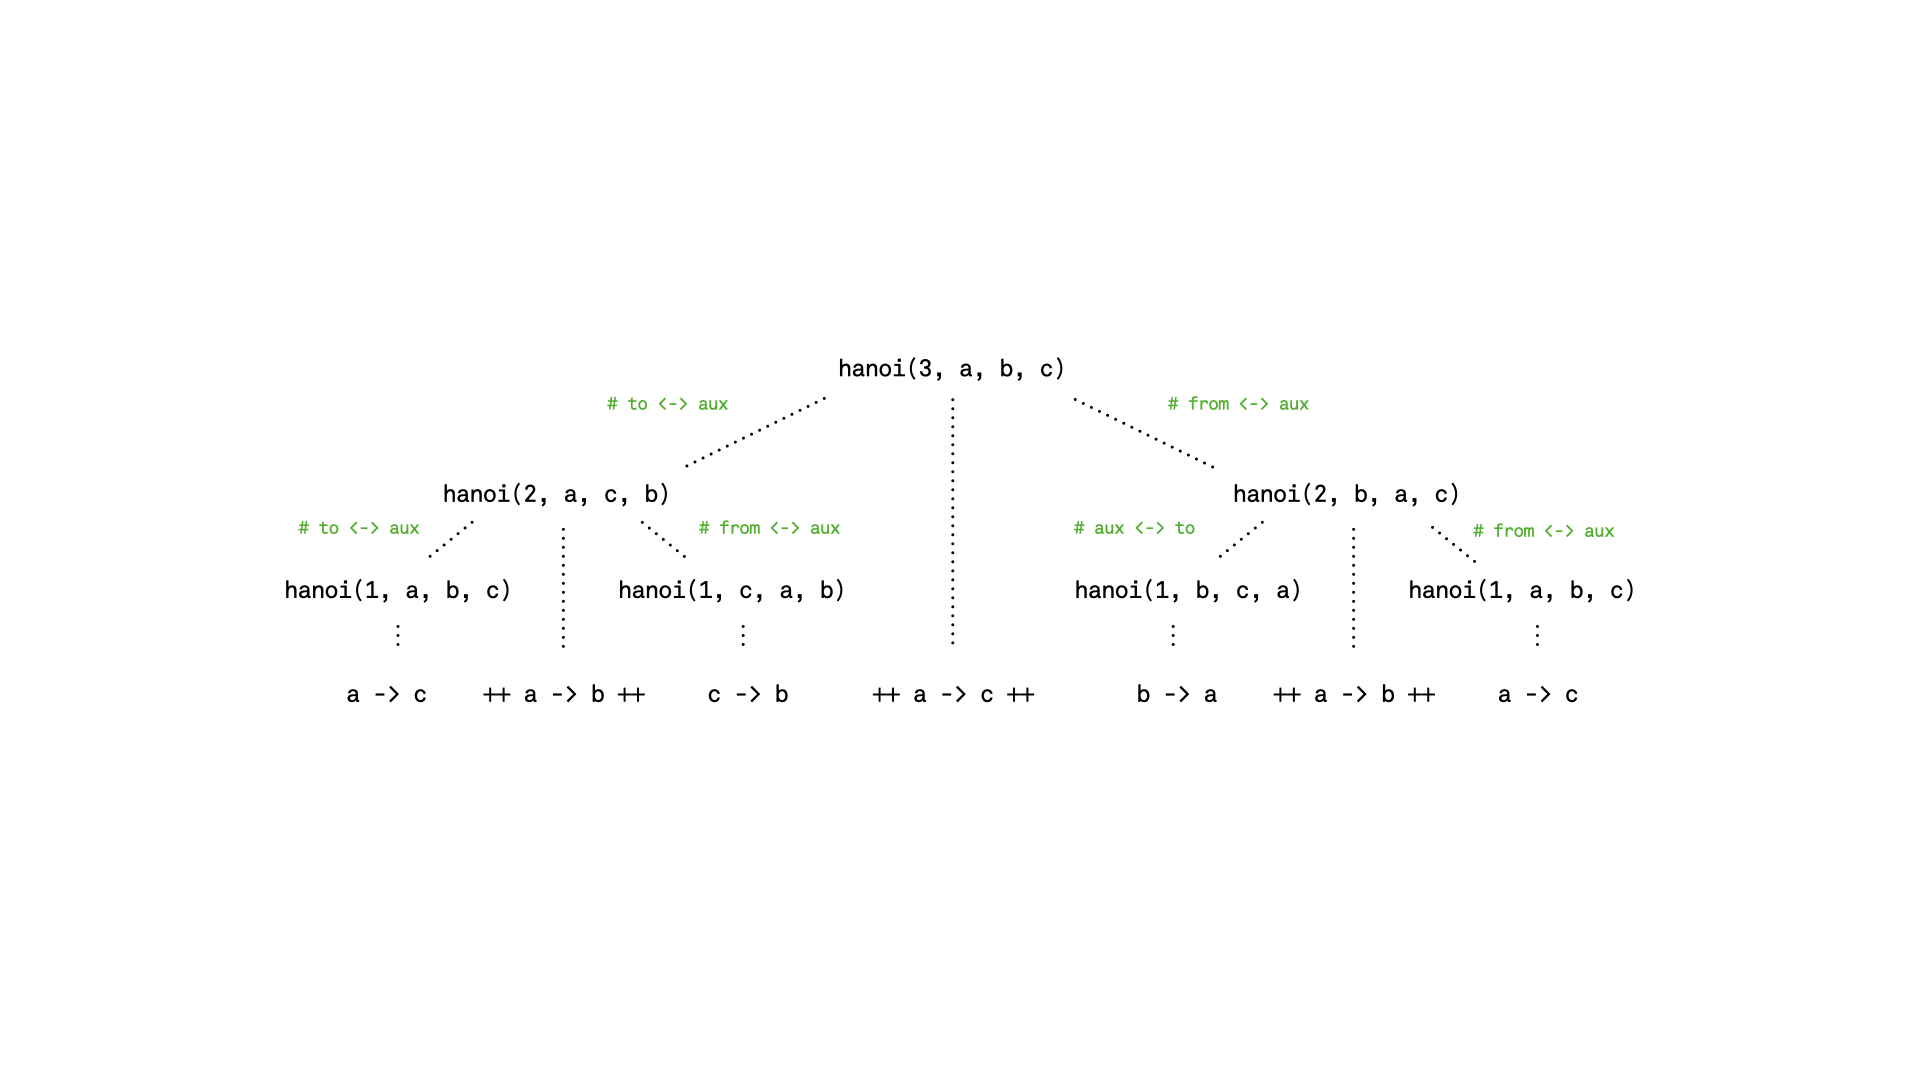 hanoi(3, a, b, c)
# to <-> aux
# from <-> aux
hanoi(2, a, c, b)
hanoi(2, b, a, c)
# to <-> aux
# from <-> aux
# aux <-> to
# from <-> aux
hanoi(1, a, b, c)
hanoi(1, c, a, b)
hanoi(1, b, c, a)
hanoi(1, a, b, c)
a -> c ++ a -> b ++ c -> b ++ a -> c ++ b -> a ++ a -> b ++ a -> c